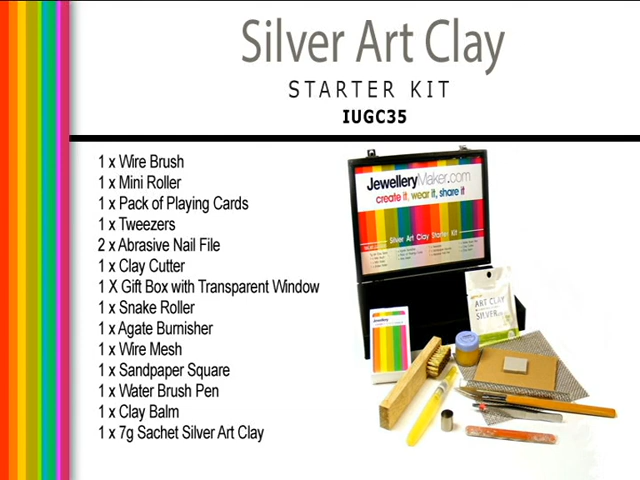 Silver Art Clay
STARTER KIT
IUGC35
1 x Wire Brush
1 x Mini Roller
1 x Pack of Playing Cards
1 x Tweezers
2 x Abrasive Nail File
1 x Clay Cutter
1 X Gift Box with Transparent Window
1 x Snake Roller
1 x Agate Burnisher
1 x Wire Mesh
1 x Sandpaper Square
1 x Water Brush Pen
1 x Clay Balm
1 x 7g Sachet Silver Art Clay
JewelleryMaker.com
create it, wear it, share it
Silver Art Clay Starter Kit
ART CLAY
SILVER
Jewellery